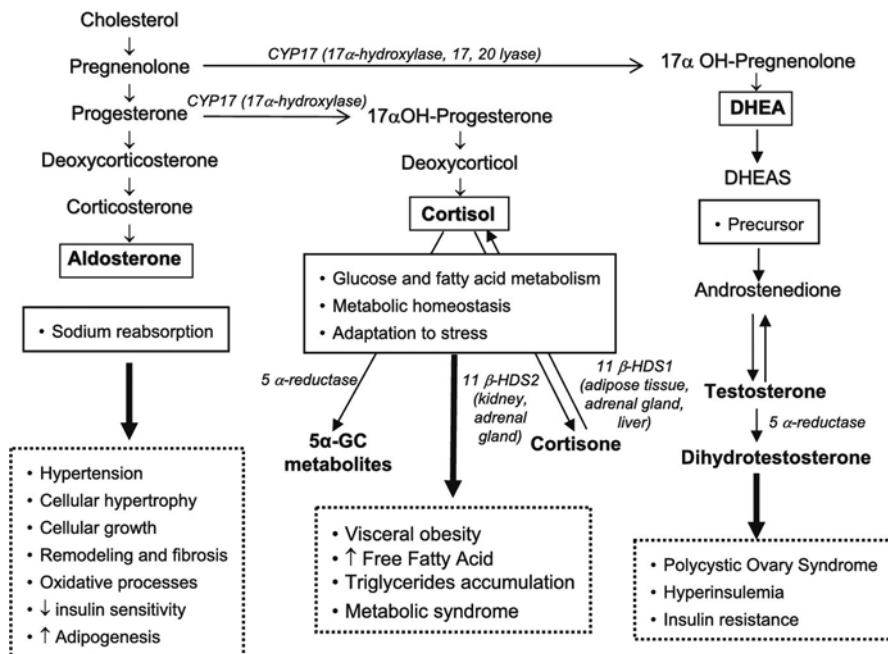 Cholesterol
↓
Pregnenolone
CYP17 (17α-hydroxylase, 17, 20 lyase)
17α OH-Pregnenolone
↓
Progesterone
CYP17 (17α-hydroxylase)
17αOH-Progesterone
↓
Deoxycorticosterone
↓
Corticosterone
↓
Aldosterone
• Sodium reabsorption
• Hypertension
• Cellular hypertrophy
• Cellular growth
• Remodeling and fibrosis
• Oxidative processes
• ↓ insulin sensitivity
• ↑ Adipogenesis
↓
Deoxycorticol
↓
Cortisol
• Glucose and fatty acid metabolism
• Metabolic homeostasis
• Adaptation to stress
5 α-reductase
5α-GC
metabolites
11 β-HDS2
(kidney,
adrenal
gland)
11 β-HDS1
(adipose tissue,
adrenal gland,
liver)
Cortisone
• Visceral obesity
• ↑ Free Fatty Acid
• Triglycerides accumulation
• Metabolic syndrome
↓
DHEA
DHEAS
• Precursor
Androstenedione
Testosterone
↓
5 α-reductase
Dihydrotestosterone
• Polycystic Ovary Syndrome
• Hyperinsulemia
• Insulin resistance